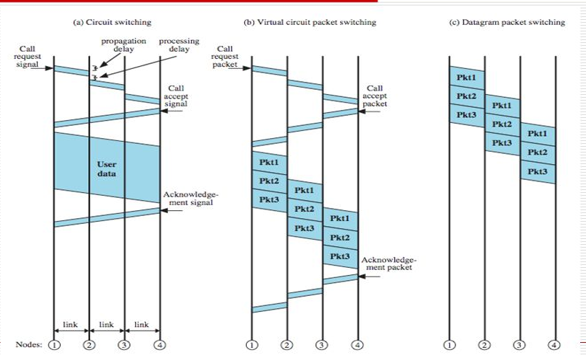 (a) Circuit switching
(b) Virtual circuit packet switching
(c) Datagram packet switching
Call
request
signal
propagation
delay
processing
delay
Call
accept
signal
User
data
Acknowledge-
ment signal
link
link
link
Call
request
packet
Call
accept
packet
Pkt1
Pkt2
Pkt3
Pkt1
Pkt2
Pkt3
Pkt1
Pkt2
Pkt3
Acknowledge-
ment packet
Pkt1
Pkt2
Pkt3
Pkt1
Pkt2
Pkt3
Pkt1
Pkt2
Pkt3
Nodes: 1 2 3 4
1 2 3 4
1 2 3 4